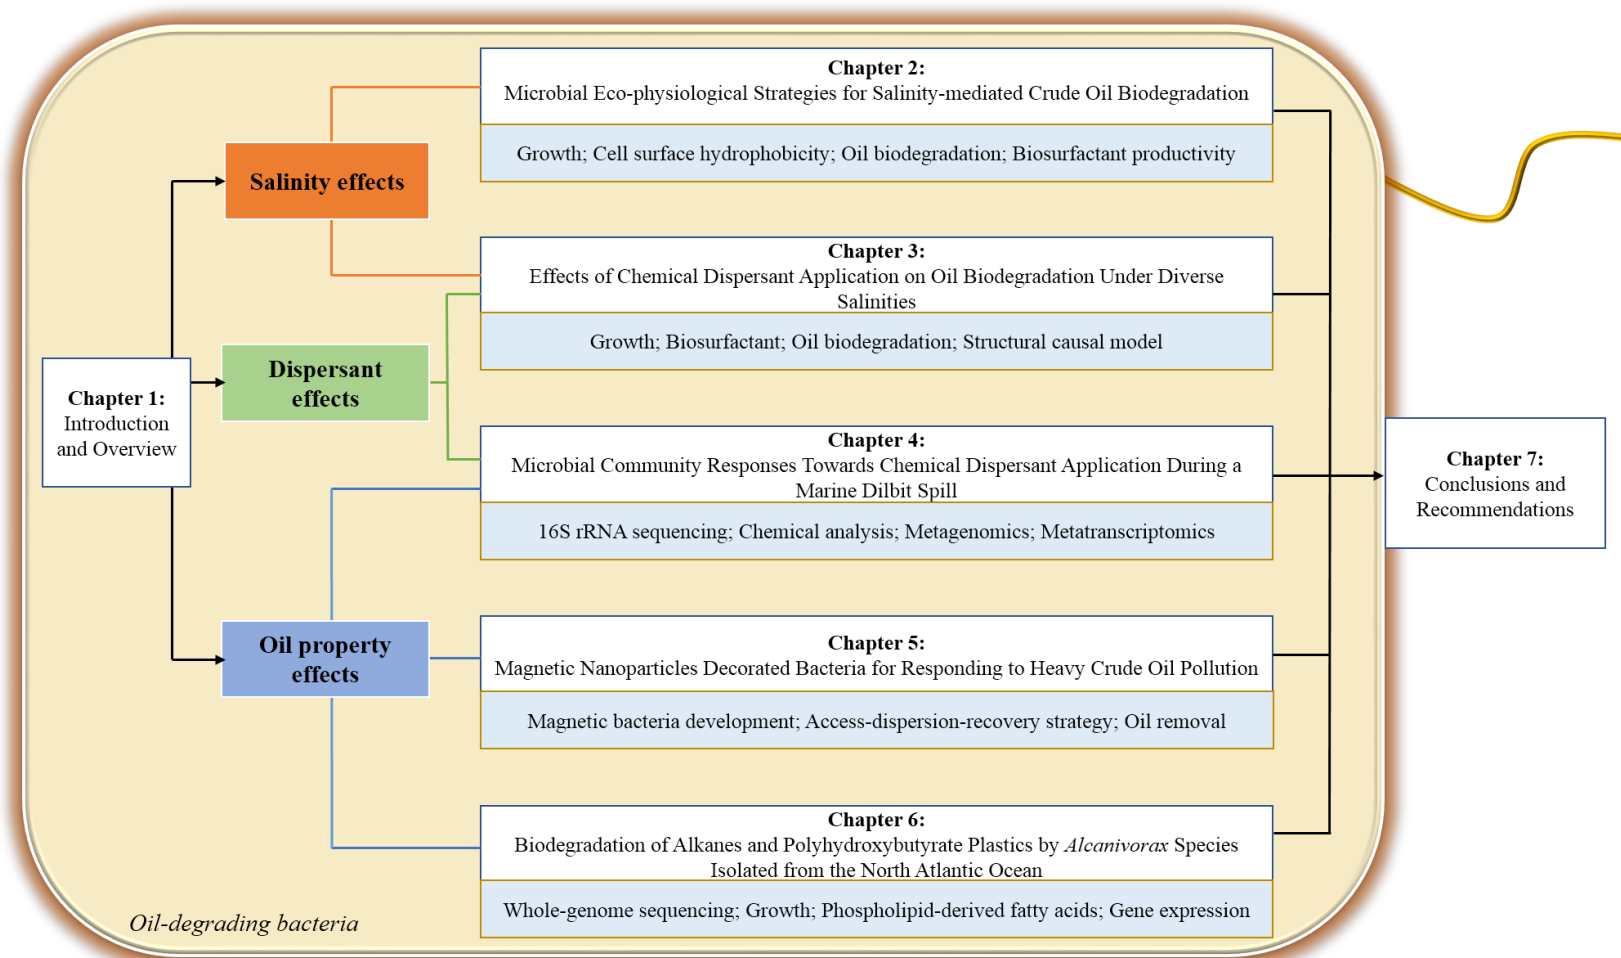 Chapter 1:
Introduction
and Overview
Salinity effects
Dispersant
effects
Oil property
effects
Chapter 2:
Microbial Eco-physiological Strategies for Salinity-mediated Crude Oil Biodegradation
Growth; Cell surface hydrophobicity; Oil biodegradation; Biosurfactant productivity
Chapter 3:
Effects of Chemical Dispersant Application on Oil Biodegradation Under Diverse
Salinities
Growth; Biosurfactant; Oil biodegradation; Structural causal model
Chapter 4:
Microbial Community Responses Towards Chemical Dispersant Application During a
Marine Dilbit Spill
16S rRNA sequencing; Chemical analysis; Metagenomics; Metatranscriptomics
Chapter 5:
Magnetic Nanoparticles Decorated Bacteria for Responding to Heavy Crude Oil Pollution
Magnetic bacteria development; Access-dispersion-recovery strategy; Oil removal
Chapter 6:
Biodegradation of Alkanes and Polyhydroxybutyrate Plastics by Alcanivorax Species
Isolated from the North Atlantic Ocean
Whole-genome sequencing; Growth; Phospholipid-derived fatty acids; Gene expression
Chapter 7:
Conclusions and
Recommendations
Oil-degrading bacteria